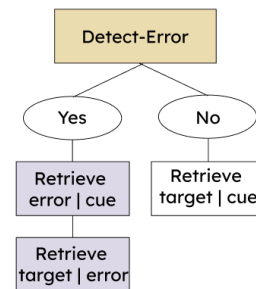 Detect-Error
Yes
No
Retrieve
error | cue
Retrieve
target | cue
Retrieve
target | error